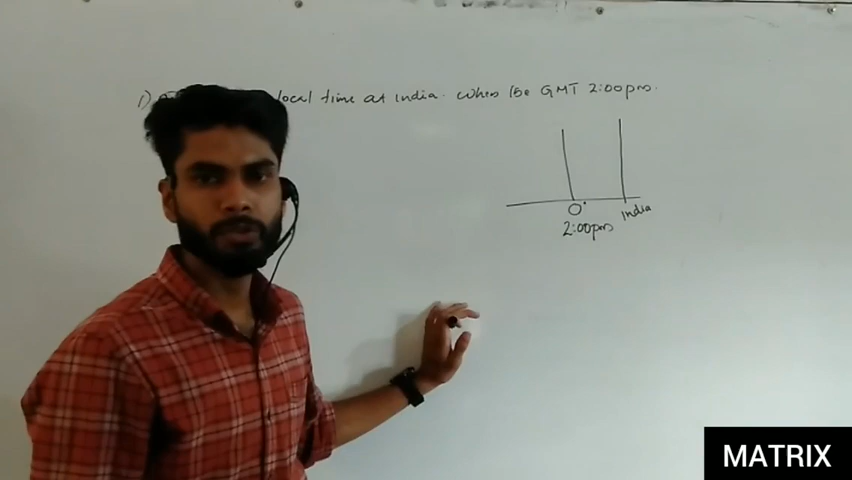 1) local time at india. when the GMT 2:00pm.
0°
india
2:00pm
MATRIX